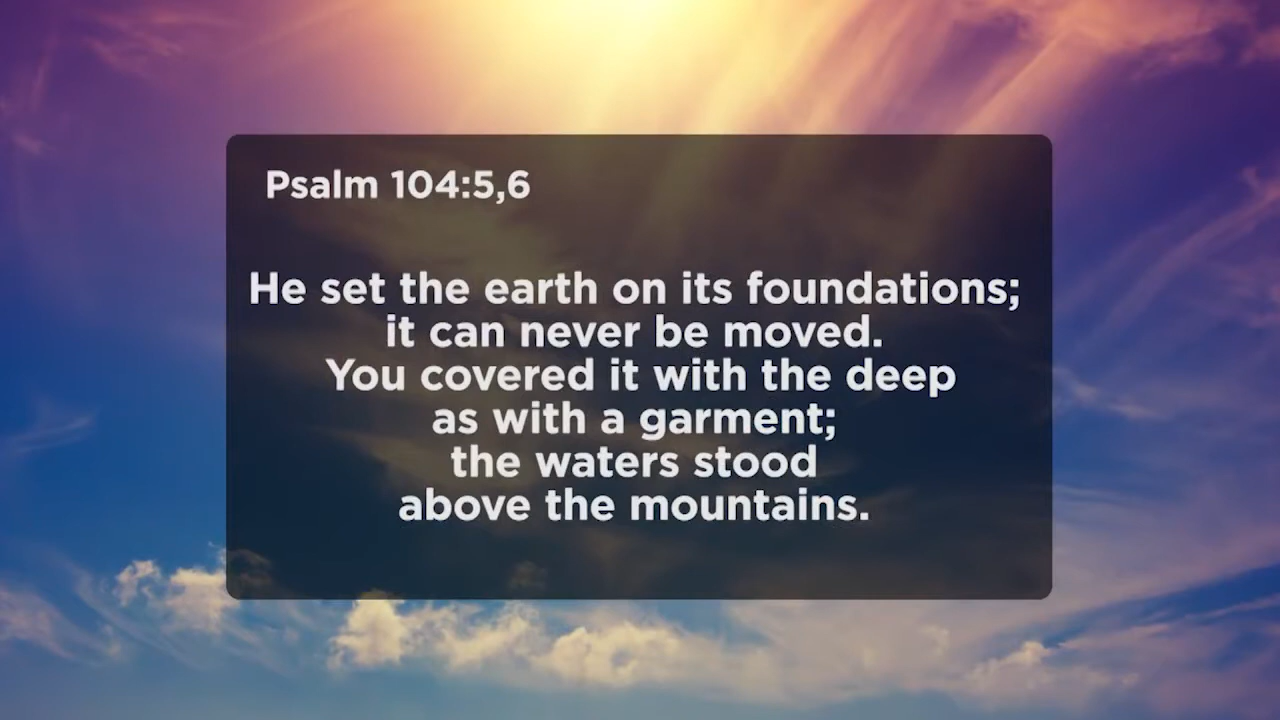 Psalm 104:5,6
He set the earth on its foundations;
it can never be moved.
You covered it with the deep
as with a garment;
the waters stood
above the mountains.